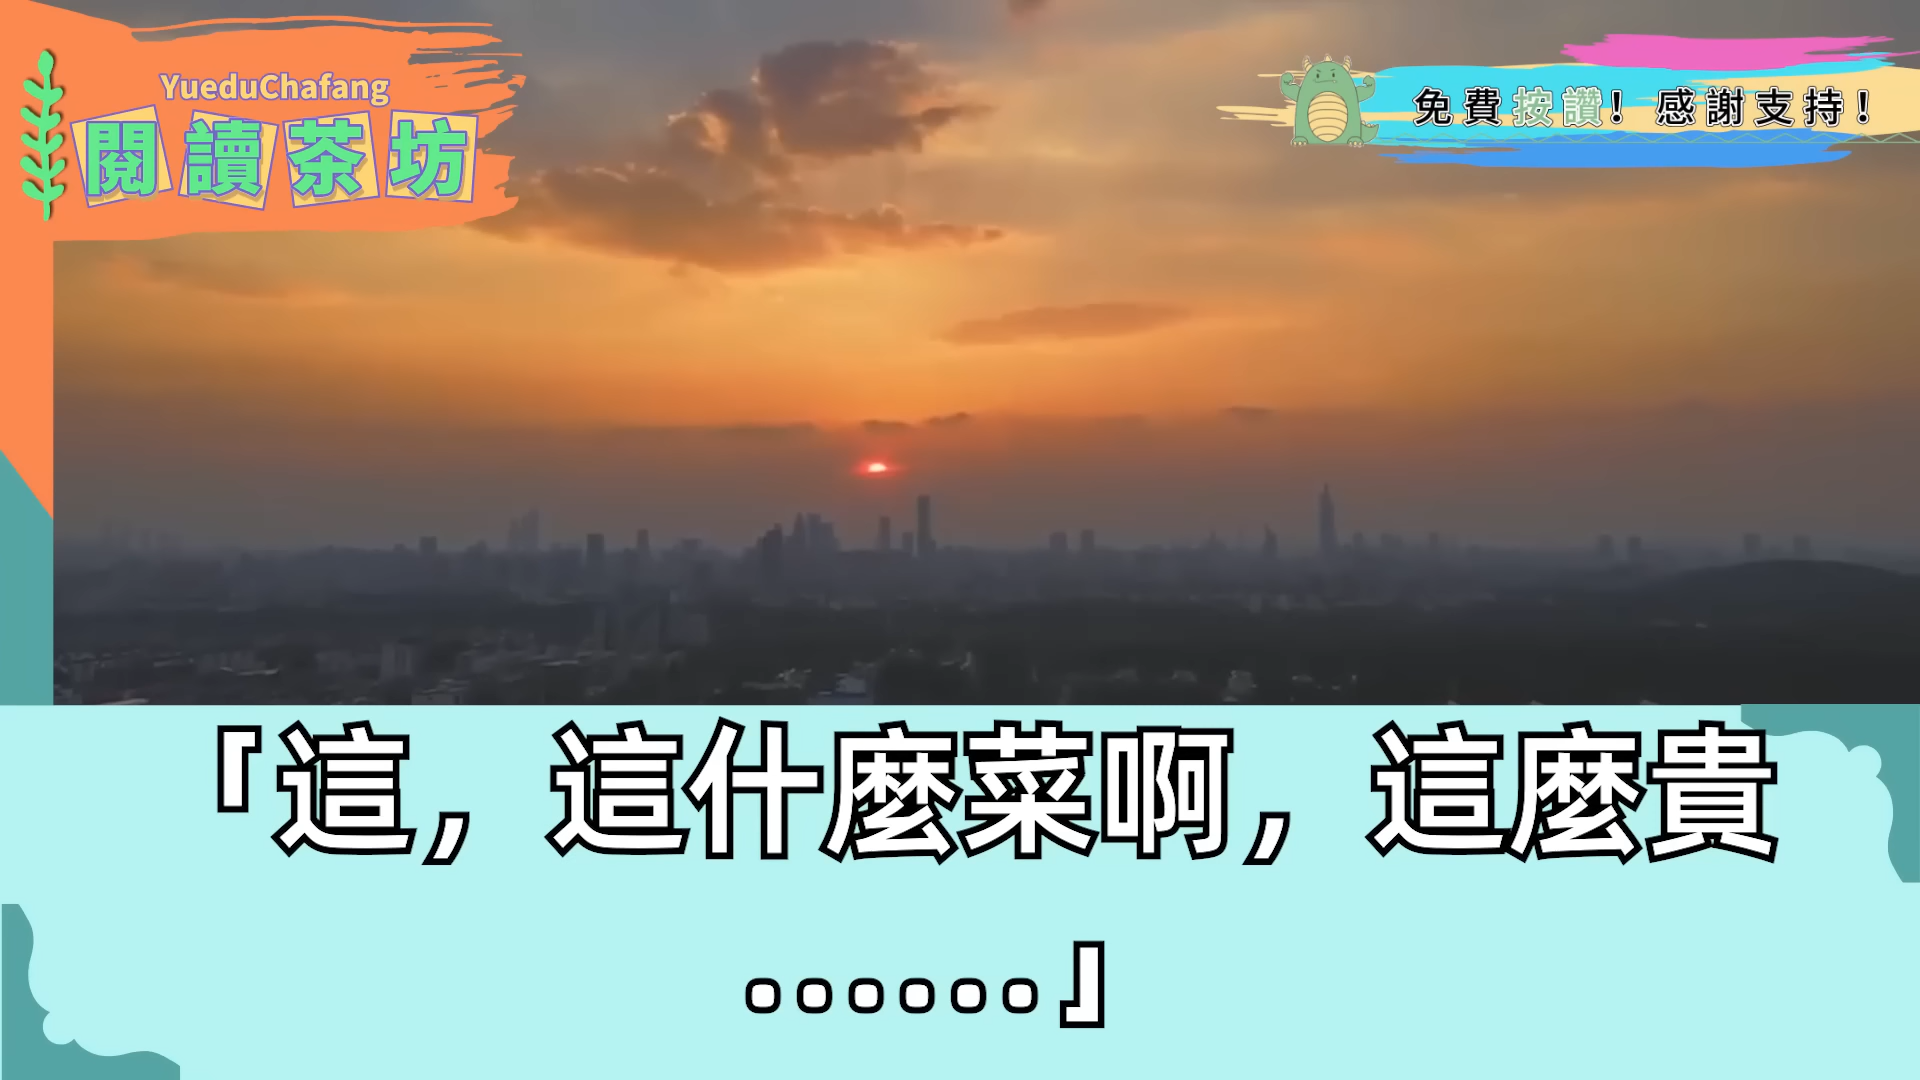 YueduChafang
閱讀茶坊
免費按讚！感謝支持！
「這，這什麼菜啊，這麼貴
......」